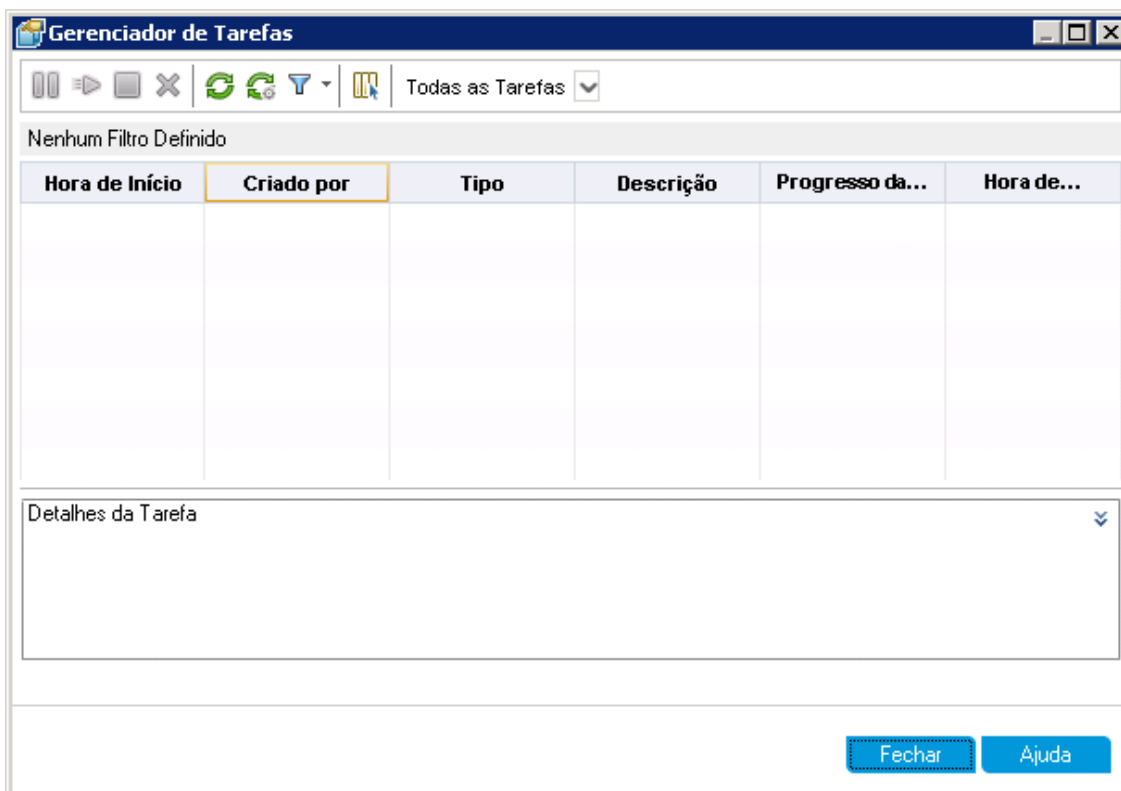 Gerenciador de Tarefas
Todas as Tarefas
Nenhum Filtro Definido
Hora de Início Criado por Tipo Descrição Progresso da... Hora de...
Detalhes da Tarefa
Fechar Ajuda